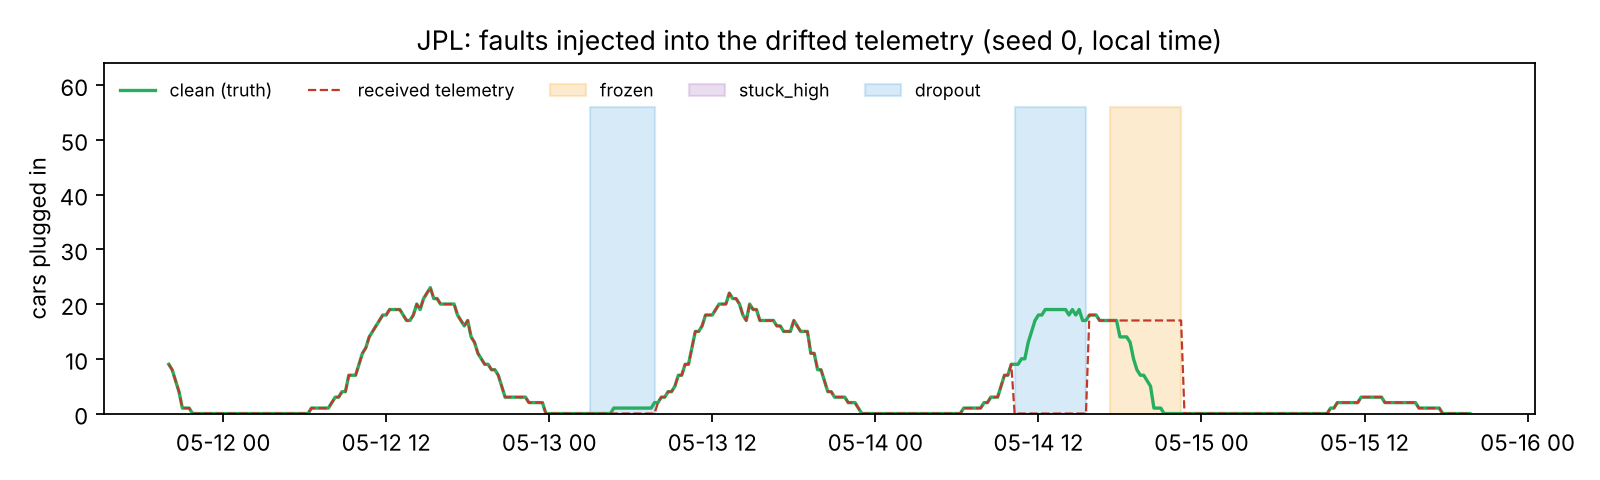 JPL: faults injected into the drifted telemetry (seed 0, local time)
clean (truth) received telemetry frozen stuck_high dropout
cars plugged in
60
50
40
30
20
10
0
05-12 00 05-12 12 05-13 00 05-13 12 05-14 00 05-14 12 05-15 00 05-15 12 05-16 00